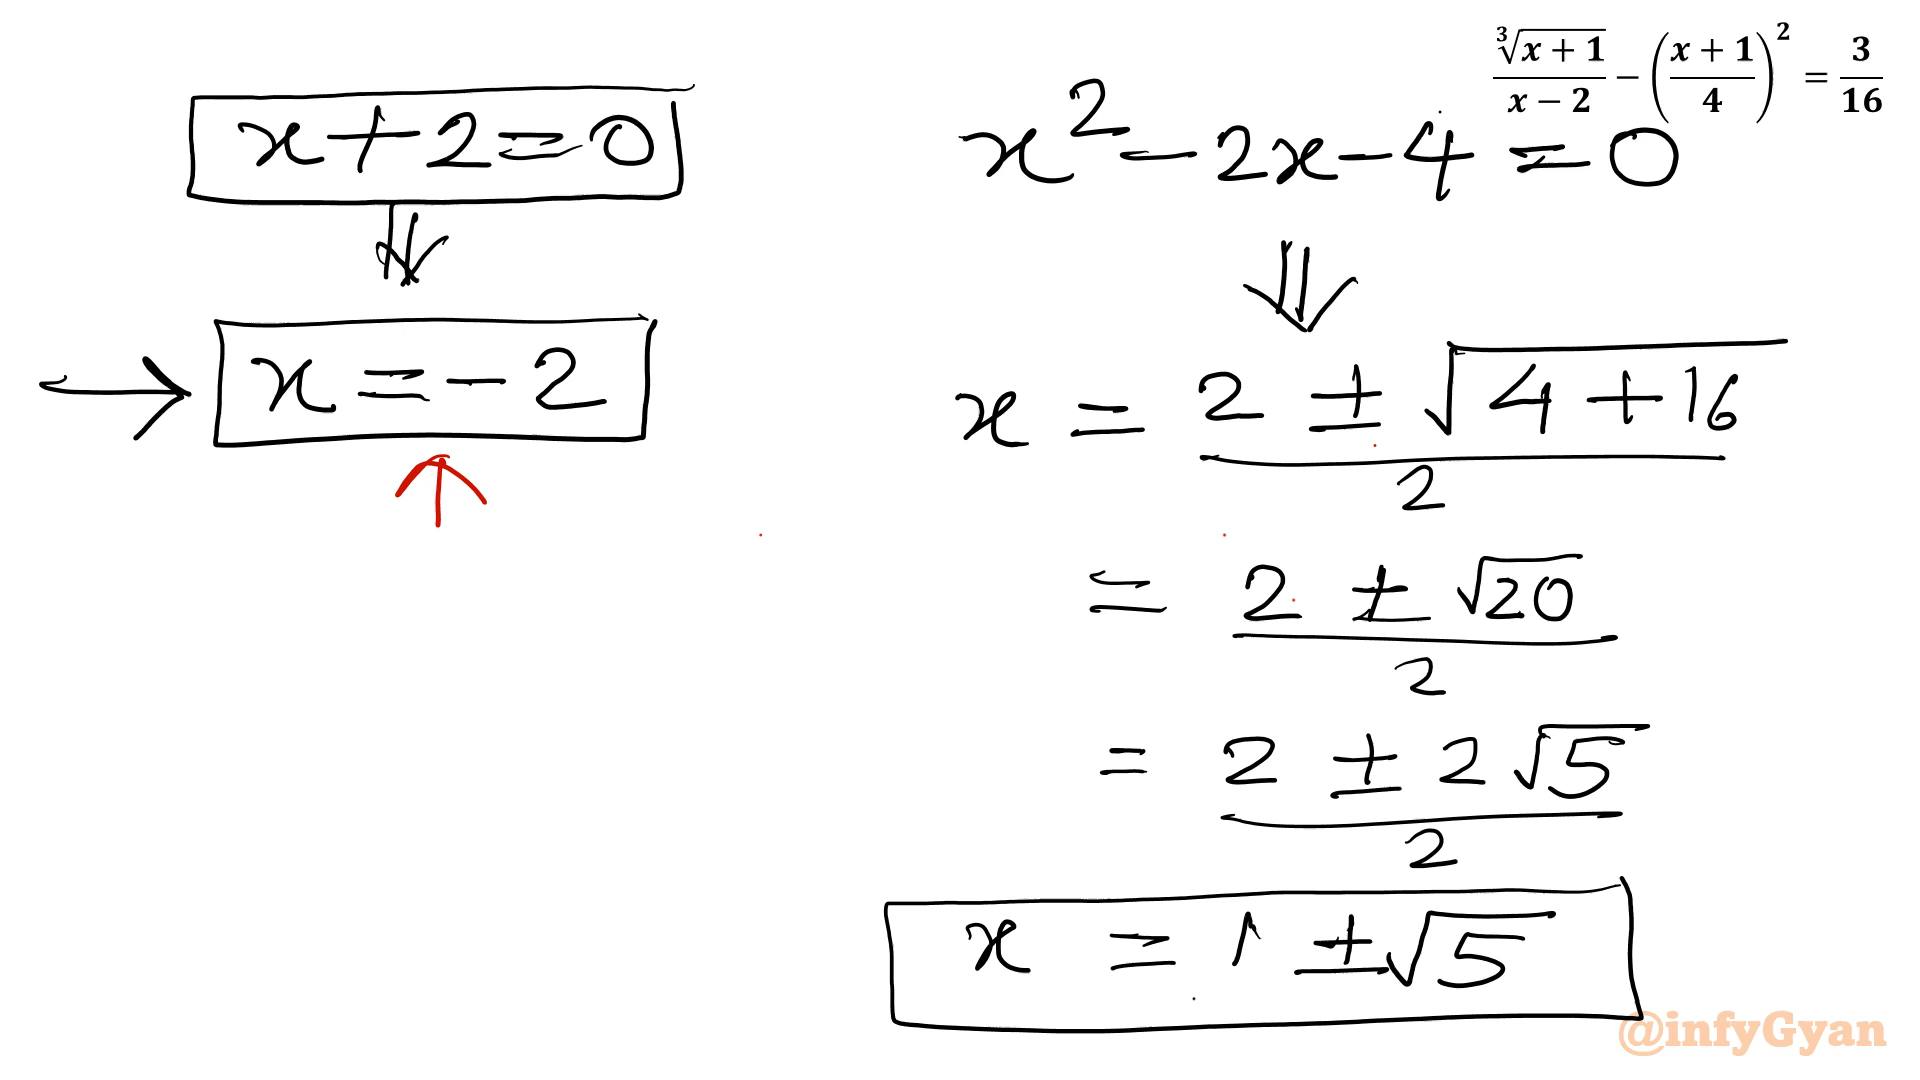 ∛(x + 1)/(x − 2) − ((x + 1)/4)² = 3/16
x + 2 = 0
x = −2
x² − 2x − 4 = 0
x = (2 ± √(4 + 16))/2
= (2 ± √20)/2
= (2 ± 2√5)/2
x = 1 ± √5
@infyGyan